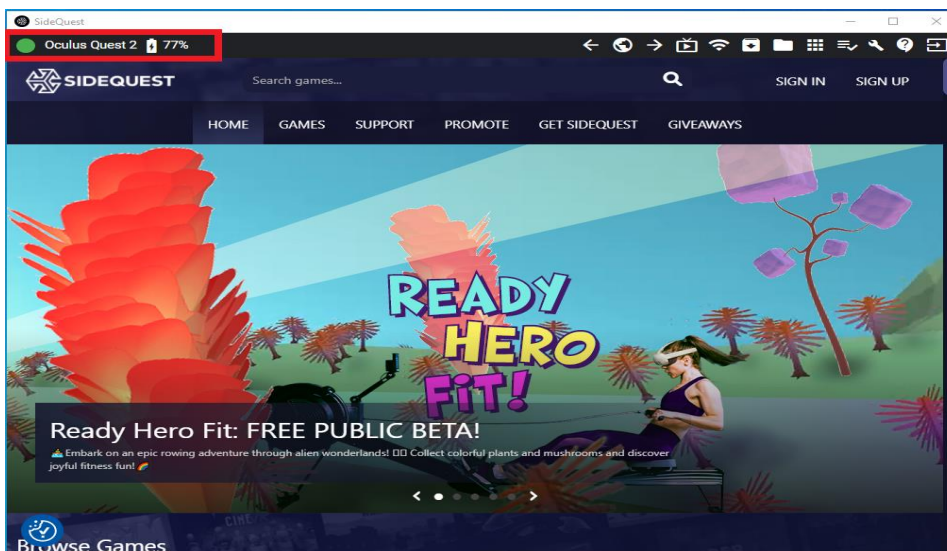 SideQuest
Oculus Quest 2 77%
SIDEQUEST
Search games...
SIGN IN SIGN UP
HOME GAMES SUPPORT PROMOTE GET SIDEQUEST GIVEAWAYS
READY
HERO
FiT!
Ready Hero Fit: FREE PUBLIC BETA!
Embark on an epic rowing adventure through alien wonderlands! Collect colorful plants and mushrooms and discover
joyful fitness fun!
Browse Games